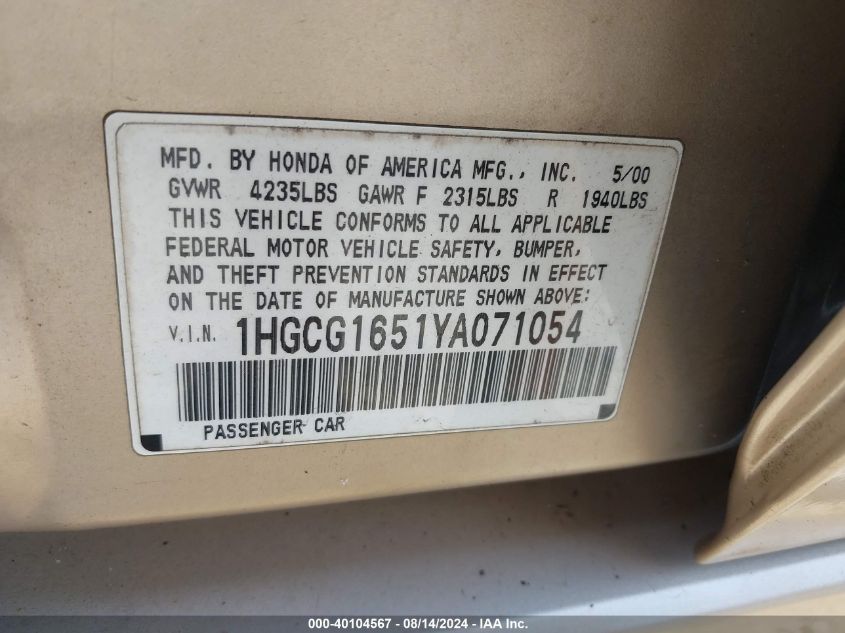 MFD. BY HONDA OF AMERICA MFG., INC. 5/00
GVWR 4235LBS GAWR F 2315LBS R 1940LBS
THIS VEHICLE CONFORMS TO ALL APPLICABLE
FEDERAL MOTOR VEHICLE SAFETY, BUMPER,
AND THEFT PREVENTION STANDARDS IN EFFECT
ON THE DATE OF MANUFACTURE SHOWN ABOVE:
V.I.N. 1HGCG1651YA071054
PASSENGER CAR
000-40104567 - 08/14/2024 - IAA Inc.